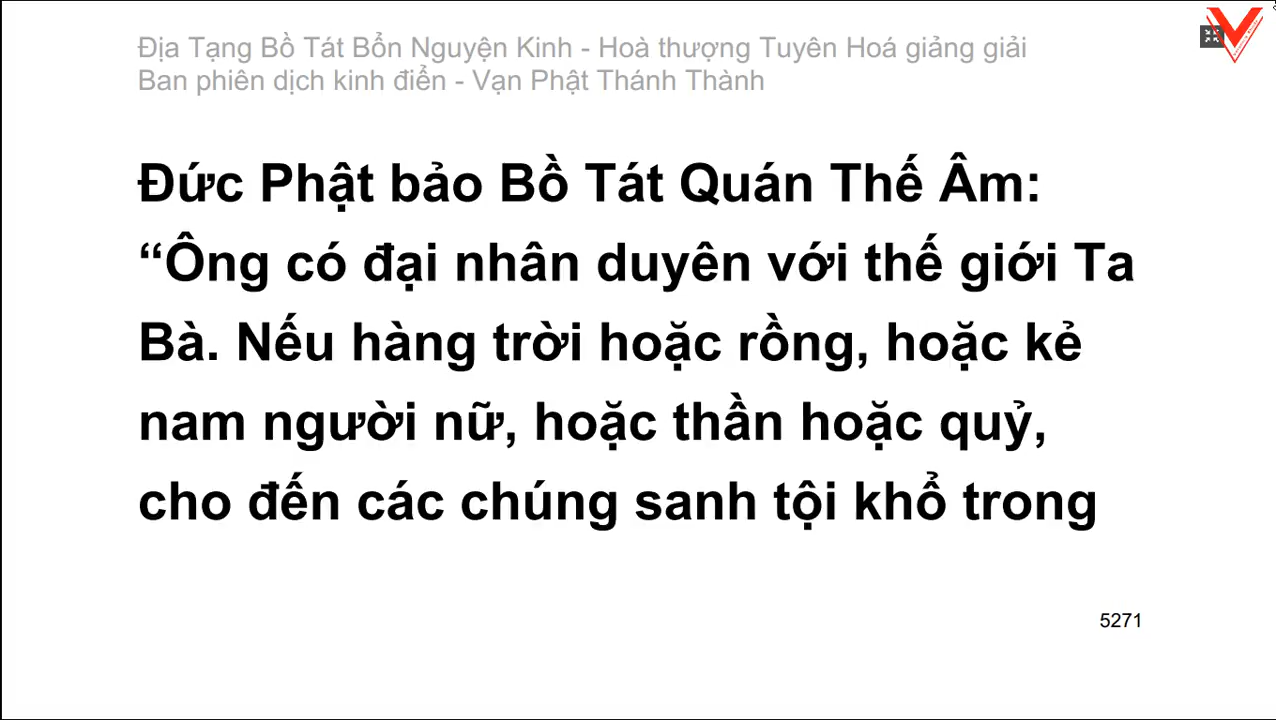 Địa Tạng Bồ Tát Bổn Nguyện Kinh - Hoà thượng Tuyên Hoá giảng giải
Ban phiên dịch kinh điển - Vạn Phật Thánh Thành
Đức Phật bảo Bồ Tát Quán Thế Âm:
“Ông có đại nhân duyên với thế giới Ta
Bà. Nếu hàng trời hoặc rồng, hoặc kẻ
nam người nữ, hoặc thần hoặc quỷ,
cho đến các chúng sanh tội khổ trong
5271